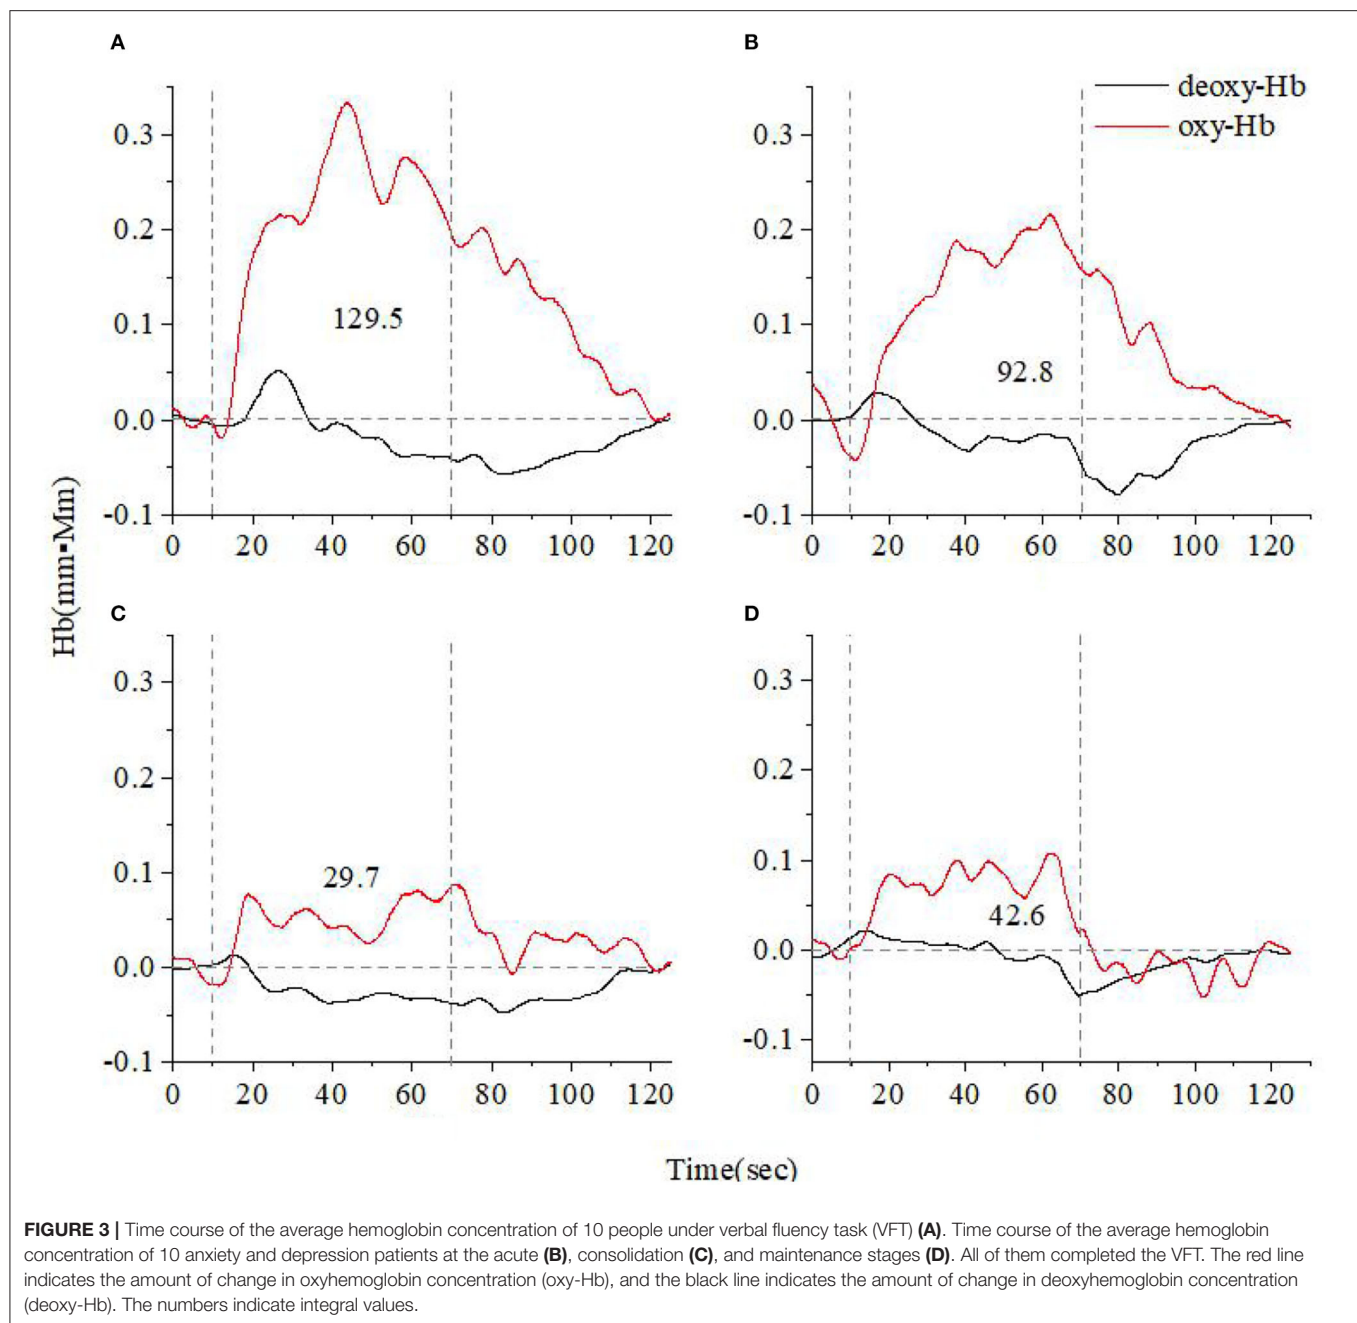 A
B
deoxy-Hb
oxy-Hb
0.3
0.2
0.1
0.0
-0.1
129.5
0 20 40 60 80 100 120
0.3
0.2
0.1
0.0
-0.1
92.8
0 20 40 60 80 100 120
Hb(mm▪Mm)
C
D
0.3
0.2
0.1
0.0
-0.1
29.7
0 20 40 60 80 100 120
0.3
0.2
0.1
0.0
-0.1
42.6
0 20 40 60 80 100 120
Time(sec)
FIGURE 3 | Time course of the average hemoglobin concentration of 10 people under verbal fluency task (VFT) (A). Time course of the average hemoglobin
concentration of 10 anxiety and depression patients at the acute (B), consolidation (C), and maintenance stages (D). All of them completed the VFT. The red line
indicates the amount of change in oxyhemoglobin concentration (oxy-Hb), and the black line indicates the amount of change in deoxyhemoglobin concentration
(deoxy-Hb). The numbers indicate integral values.